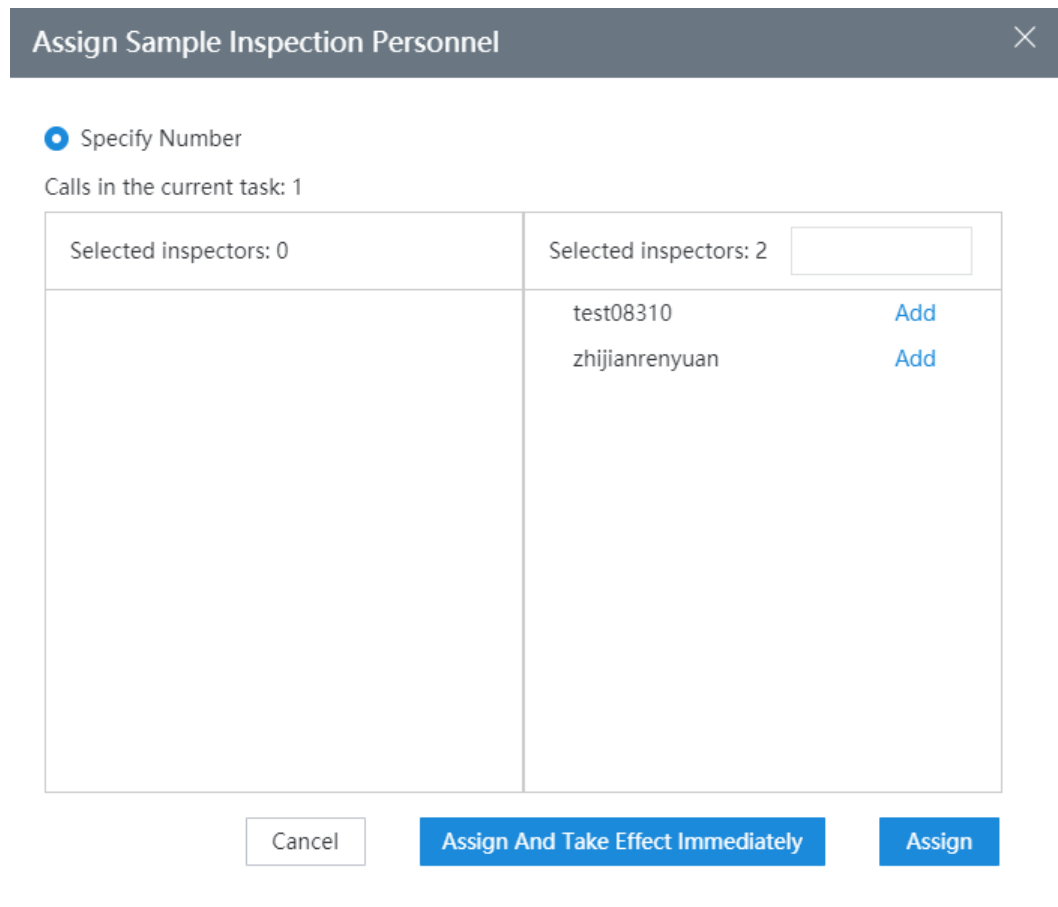 Assign Sample Inspection Personnel
Specify Number
Calls in the current task: 1
Selected inspectors: 0
Selected inspectors: 2
test08310 Add
zhijianrenyuan Add
Cancel Assign And Take Effect Immediately Assign